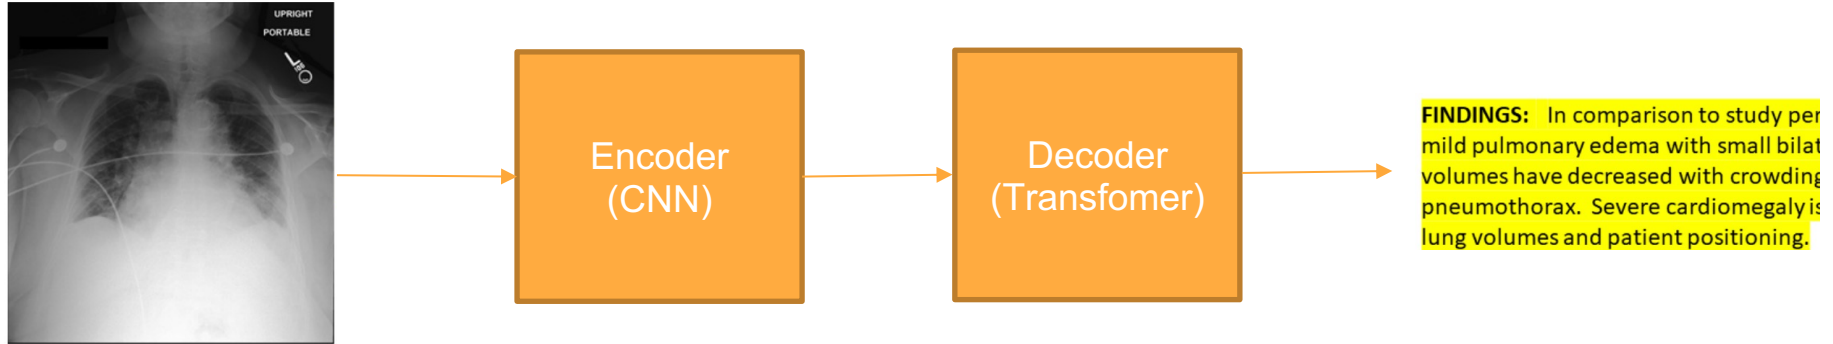 UPRIGHT
PORTABLE
Encoder
(CNN)
Decoder
(Transfomer)
FINDINGS: In comparison to study per
mild pulmonary edema with small bilat
volumes have decreased with crowding
pneumothorax. Severe cardiomegaly is
lung volumes and patient positioning.